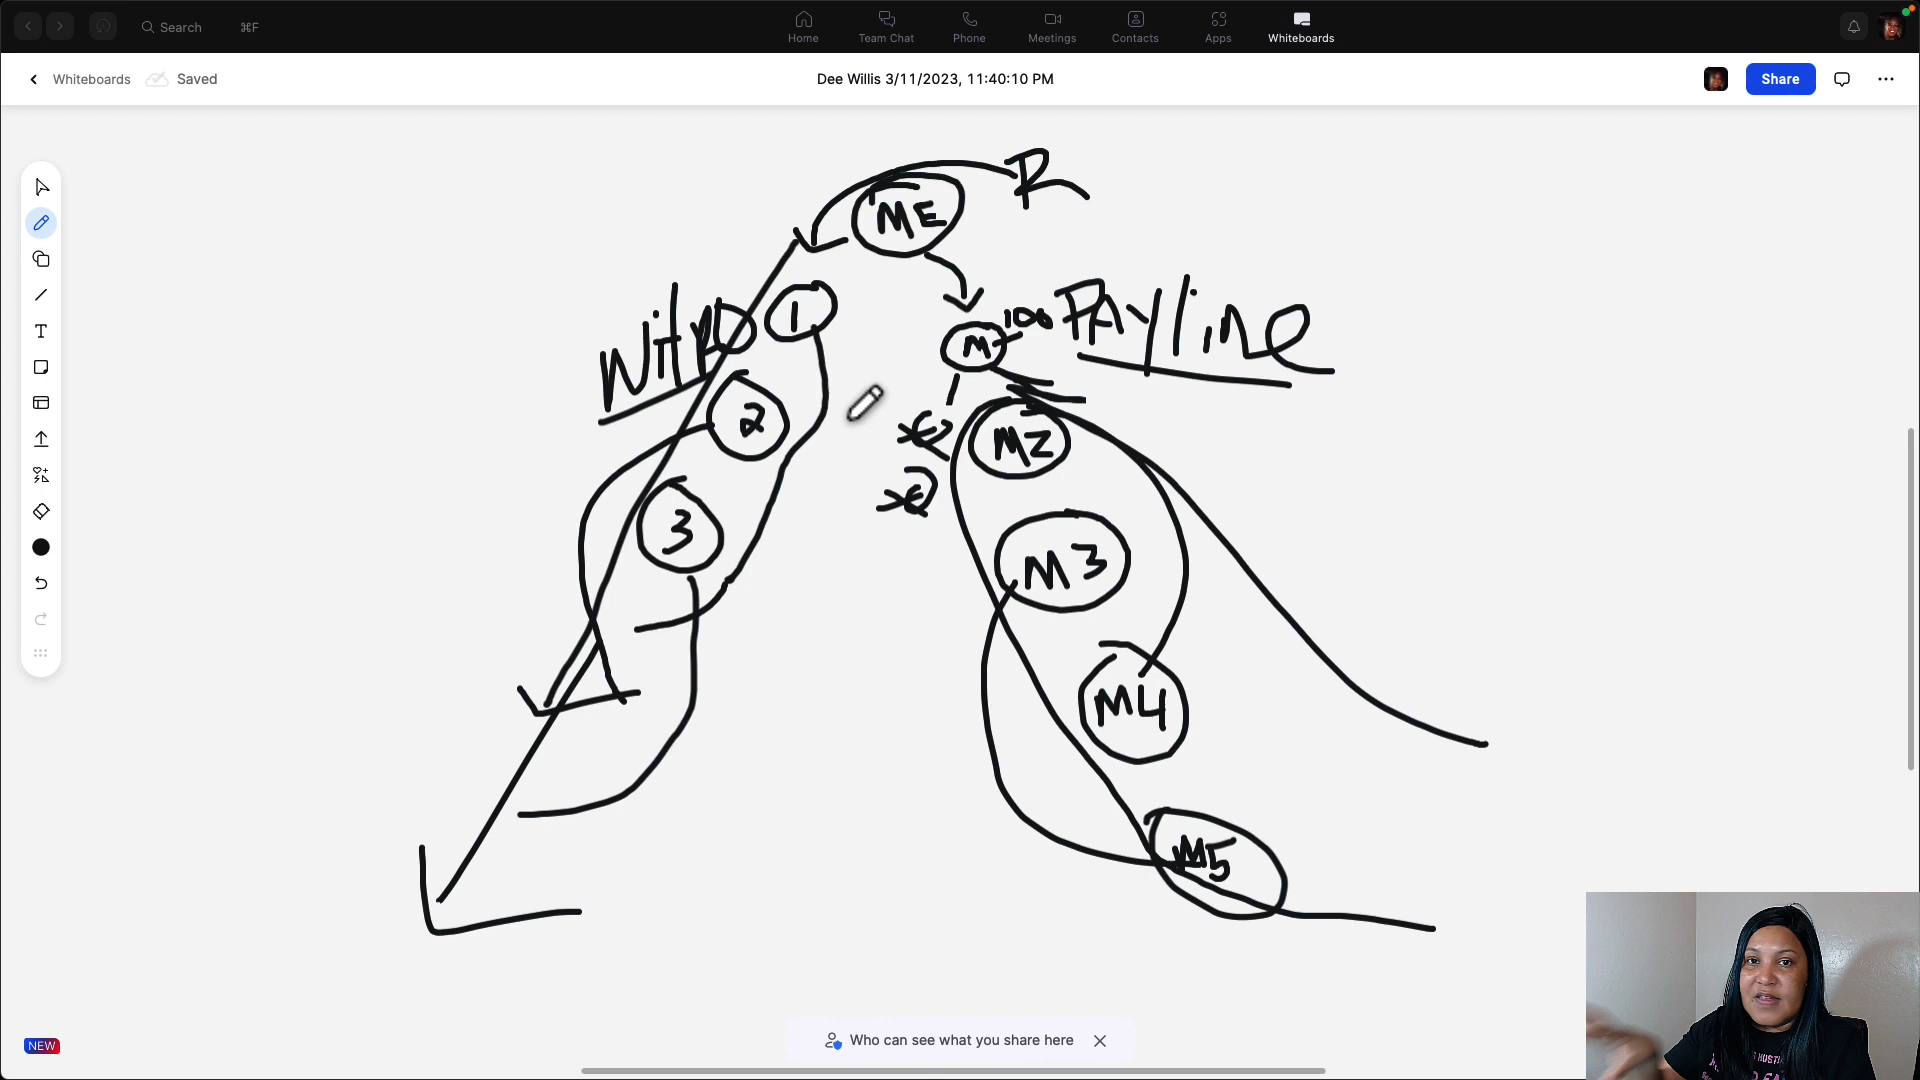 Search ⌘F
Home Team Chat Phone Meetings Contacts Apps Whiteboards
Whiteboards Saved
Dee Willis 3/11/2023, 11:40:10 PM
Share
R
ME
1
M 100 PAYline
2
M2
3
M3
M4
M5
T
NEW
Who can see what you share here